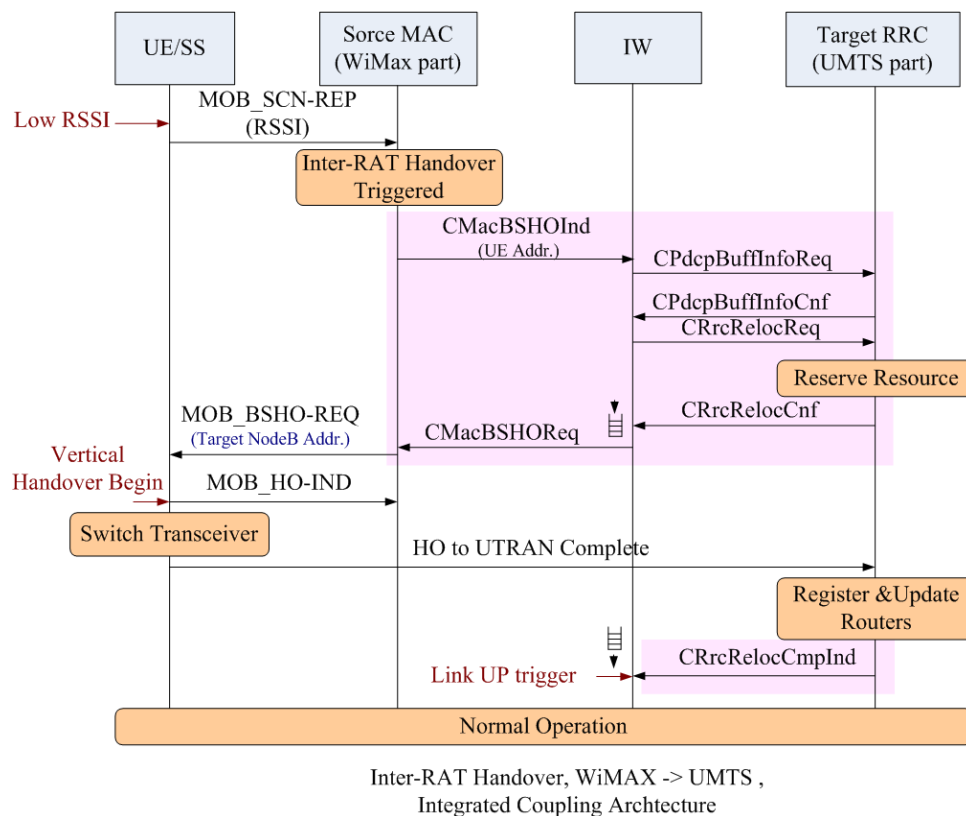 UE/SS
Sorce MAC
(WiMax part)
IW
Target RRC
(UMTS part)
MOB_SCN-REP
(RSSI)
Low RSSI
Inter-RAT Handover
Triggered
CMacBSHOInd
(UE Addr.)
CPdcpBuffInfoReq
CPdcpBuffInfoCnf
CRrcRelocReq
Reserve Resource
MOB_BSHO-REQ
(Target NodeB Addr.)
CMacBSHOReq
CRrcRelocCnf
Vertical
Handover Begin
MOB_HO-IND
Switch Transceiver
HO to UTRAN Complete
Register &Update
Routers
CRrcRelocCmpInd
Link UP trigger
Normal Operation
Inter-RAT Handover, WiMAX -> UMTS ,
Integrated Coupling Archtecture